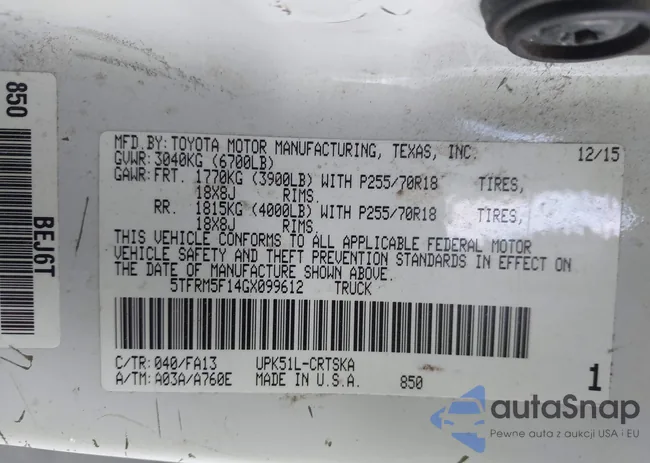 850
BEJ6T
MFD.BY:TOYOTA MOTOR MANUFACTURING, TEXAS, INC. 12/15
GVWR:3040KG (6700LB)
GAWR:FRT. 1770KG (3900LB) WITH P255/70R18 TIRES,
18X8J RIMS.
RR. 1815KG (4000LB) WITH P255/70R18 TIRES,
18X8J RIMS.
THIS VEHICLE CONFORMS TO ALL APPLICABLE FEDERAL MOTOR
VEHICLE SAFETY AND THEFT PREVENTION STANDARDS IN EFFECT ON
THE DATE OF MANUFACTURE SHOWN ABOVE.
5TFRM5F14GX099612 TRUCK
C/TR:040/FA13 UPK51L-CRTSKA
A/TM:A03A/A760E MADE IN U.S.A. 850 1
autaSnap
Pewne auta z aukcji USA i EU